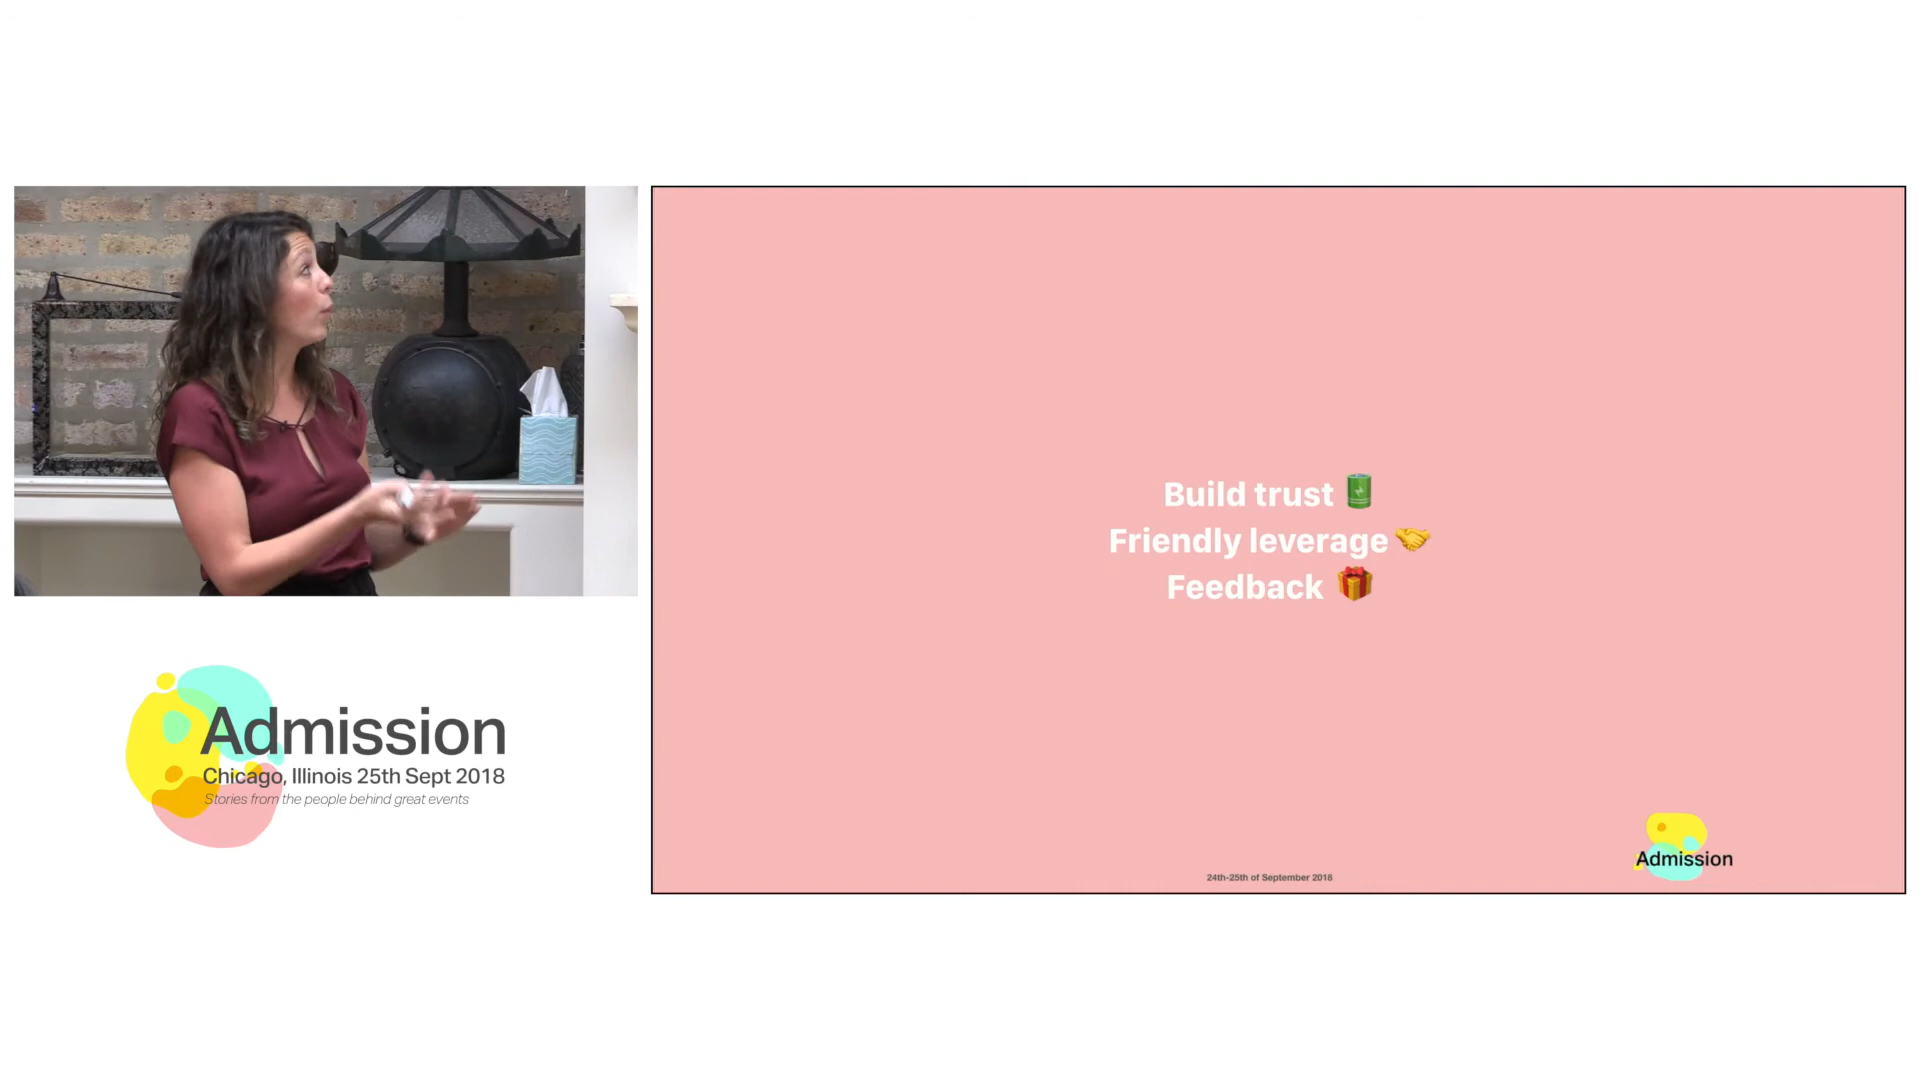 Build trust 🔋
Friendly leverage 🤝
Feedback 🎁
24th-25th of September 2018
Admission
Admission
Chicago, Illinois 25th Sept 2018
Stories from the people behind great events